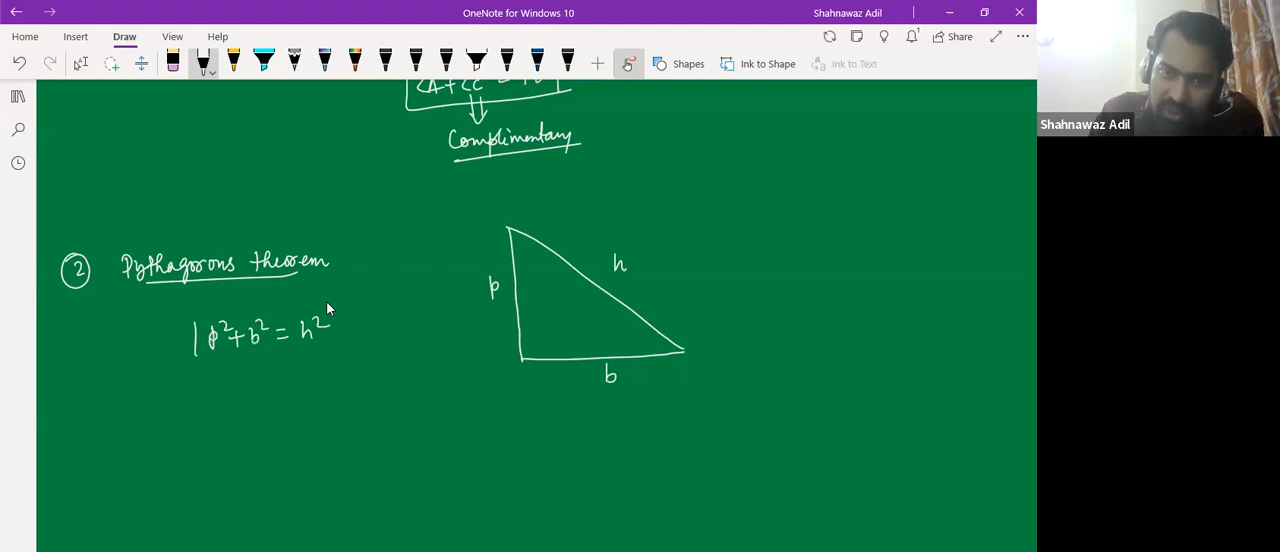 OneNote for Windows 10
Shahnawaz Adil
Home Insert Draw View Help
Share
Shapes
Ink to Shape
Ink to Text
Shahnawaz Adil
Complimentary
2 Pythagorous theorem
p²+b² = h²
p
h
b